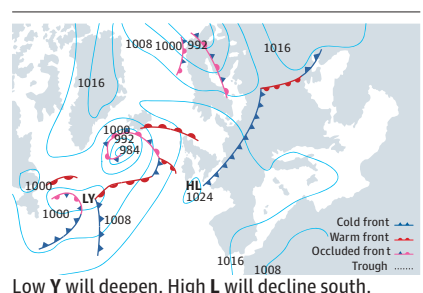 1008 1000 992
1016
1016
1000
992
984
1000
HL
LY
1024
1000
1008
Cold front
Warm front
Occluded front
1016
Trough
1008
Low Y will deepen. High L will decline south.